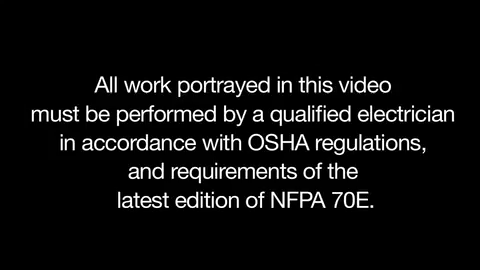 All work portrayed in this video
must be performed by a qualified electrician
in accordance with OSHA regulations,
and requirements of the
latest edition of NFPA 70E.